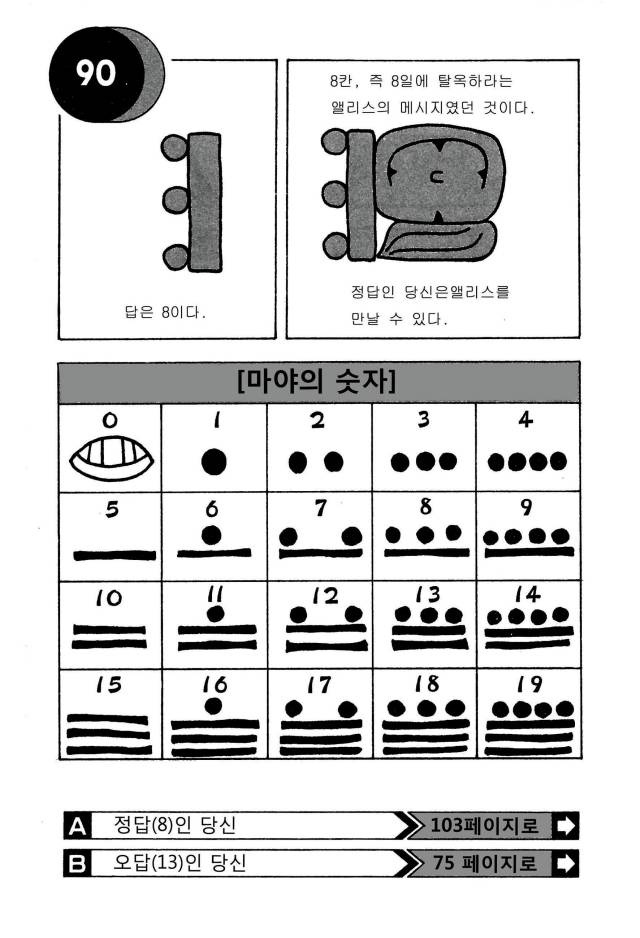 90
답은 8이다.
8칸, 즉 8일에 탈옥하라는
앨리스의 메시지였던 것이다.
정답인 당신은앨리스를
만날 수 있다.
[마야의 숫자]
0 1 2 3 4
5 6 7 8 9
10 11 12 13 14
15 16 17 18 19
A 정답(8)인 당신 103페이지로
B 오답(13)인 당신 75 페이지로